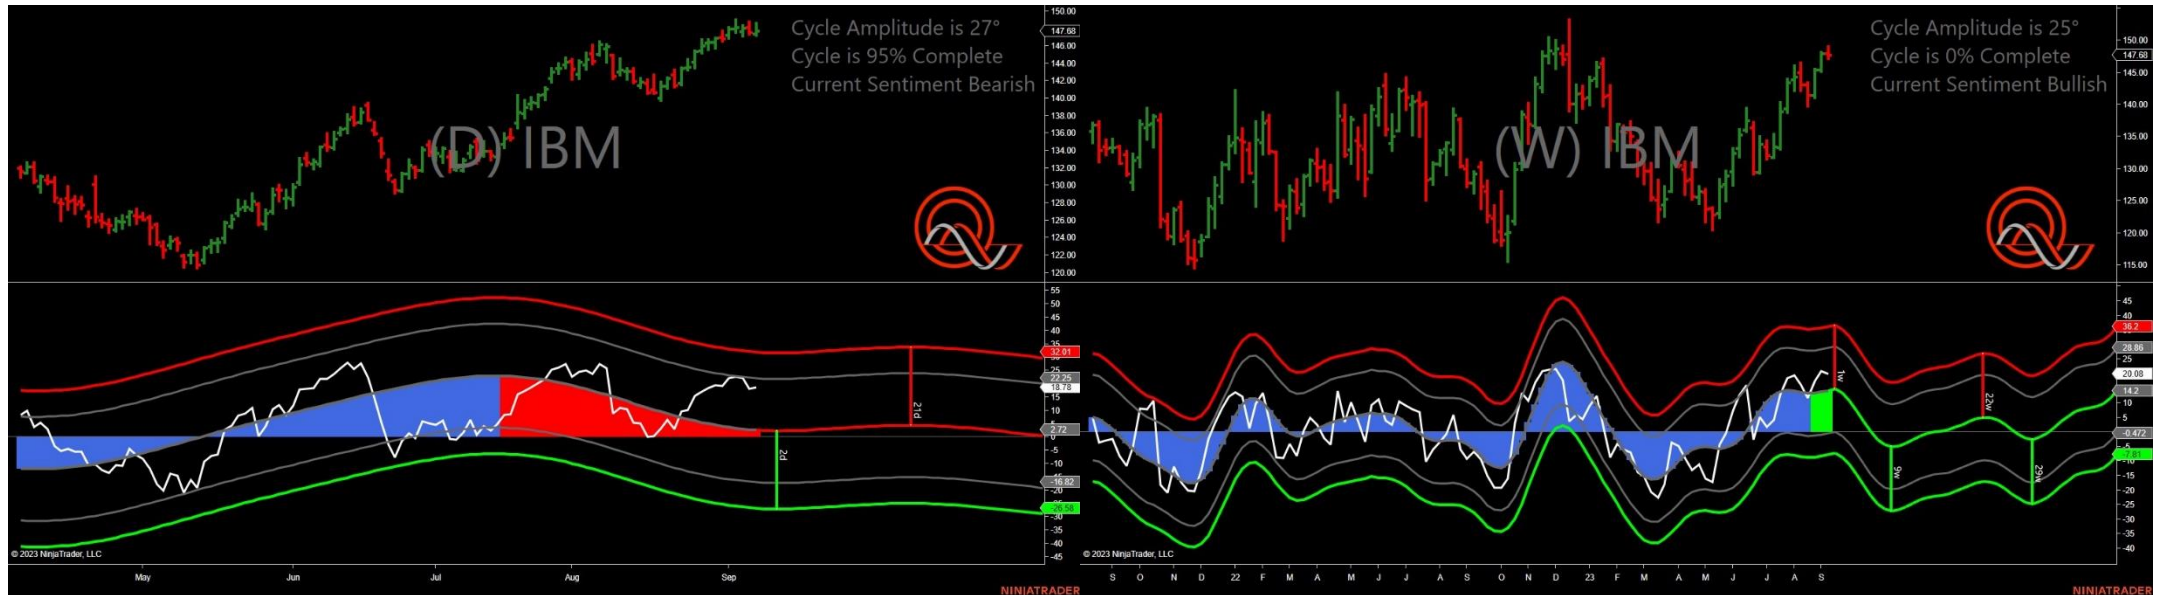 Cycle Amplitude is 27°
Cycle is 95% Complete
Current Sentiment Bearish
(D) IBM
150.00
147.68
146.00
144.00
142.00
140.00
138.00
136.00
134.00
132.00
130.00
128.00
126.00
124.00
122.00
120.00
55
50
45
40
35
32.01
25
22.25
18.78
15
10
5
2.72
-5
-10
-16.82
-20
-26.58
-30
-35
-40
-45
21d
2d
© 2023 NinjaTrader, LLC
May
Jun
Jul
Aug
Sep
NINJATRADER
Cycle Amplitude is 25°
Cycle is 0% Complete
Current Sentiment Bullish
(W) IBM
150.00
147.68
145.00
140.00
135.00
130.00
125.00
120.00
115.00
45
36.2
28.86
25
20.08
14.2
10
5
-0.472
-5
-7.81
-10
-15
-20
-25
-30
-35
-40
1w
22w
9w
29w
© 2023 NinjaTrader, LLC
S O N D 22 F M A M J J A S O N D 23 F M A M J J A S
NINJATRADER